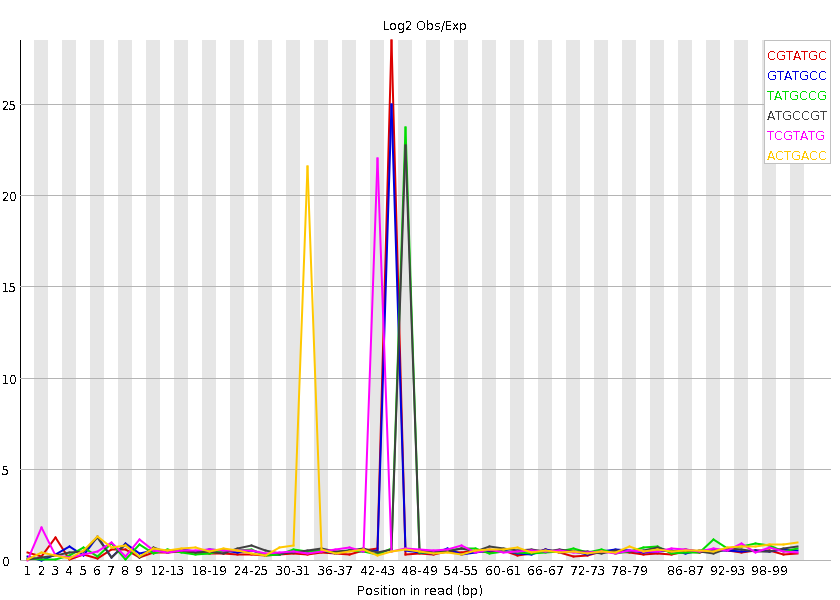 Log2 Obs/Exp
CGTATGC
GTATGCC
TATGCCG
ATGCCGT
TCGTATG
ACTGACC
25
20
15
10
5
0
1 2 3 4 5 6 7 8 9 12-13 18-19 24-25 30-31 36-37 42-43 48-49 54-55 60-61 66-67 72-73 78-79 86-87 92-93 98-99
Position in read (bp)